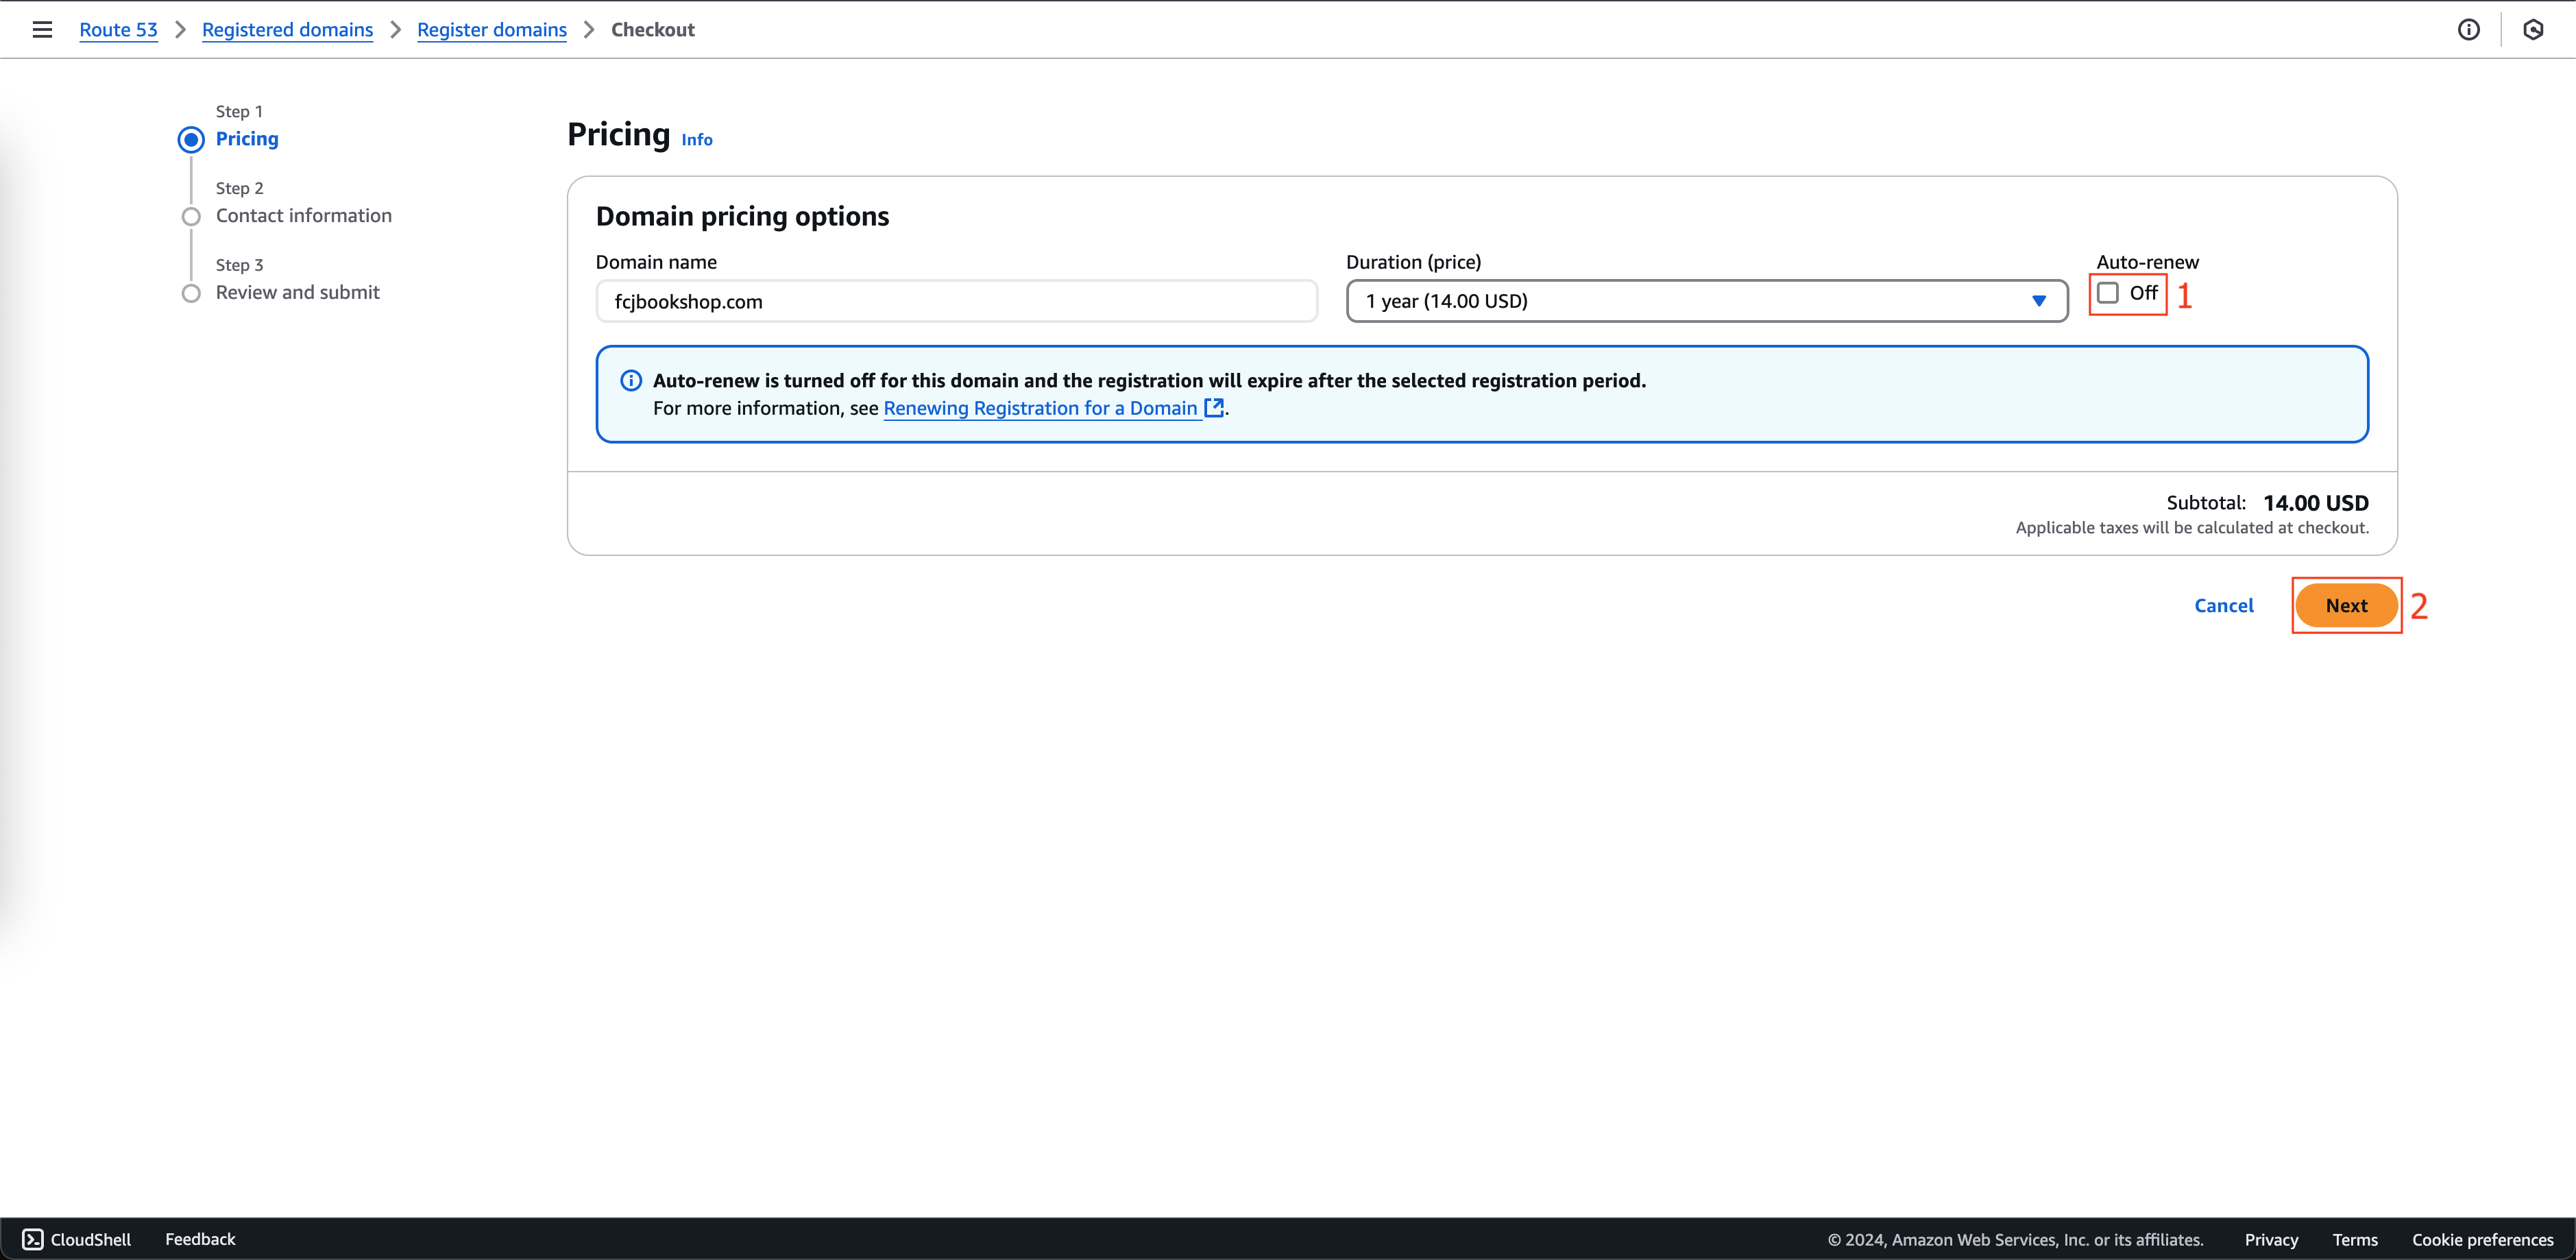 Route 53 > Registered domains > Register domains > Checkout
Step 1
Pricing
Step 2
Contact information
Step 3
Review and submit
Pricing Info
Domain pricing options
Domain name
fcjbookshop.com
Duration (price)
1 year (14.00 USD)
Auto-renew
Off 1
Auto-renew is turned off for this domain and the registration will expire after the selected registration period.
For more information, see Renewing Registration for a Domain.
Subtotal: 14.00 USD
Applicable taxes will be calculated at checkout.
Cancel Next 2
CloudShell Feedback © 2024, Amazon Web Services, Inc. or its affiliates. Privacy Terms Cookie preferences